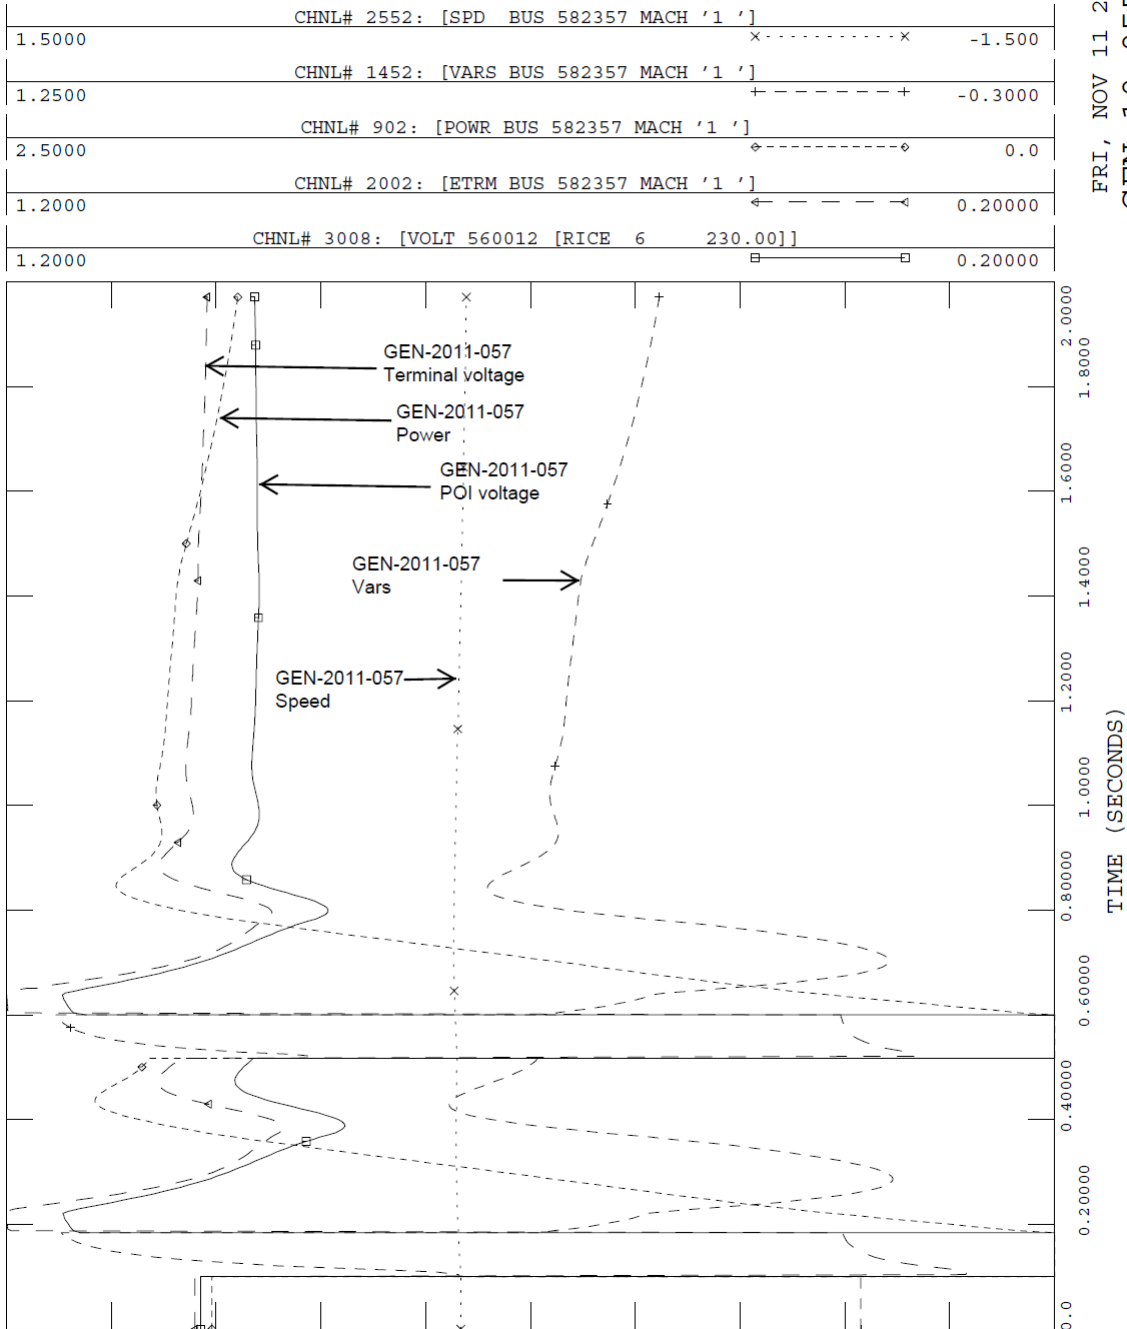 CHNL# 2552: [SPD BUS 582357 MACH '1 ']
1.5000 -1.500
CHNL# 1452: [VARS BUS 582357 MACH '1 ']
1.2500 -0.3000
CHNL# 902: [POWR BUS 582357 MACH '1 ']
2.5000 0.0
CHNL# 2002: [ETRM BUS 582357 MACH '1 ']
1.2000 0.20000
CHNL# 3008: [VOLT 560012 [RICE 6 230.00]]
1.2000 0.20000
FRI, NOV 11 2
GEN-2011-057
Terminal voltage
GEN-2011-057
Power
GEN-2011-057
POI voltage
GEN-2011-057
Vars
GEN-2011-057
Speed
2.0000
1.8000
1.6000
1.4000
1.2000
1.0000
0.80000
0.60000
0.40000
0.20000
0.0
TIME (SECONDS)